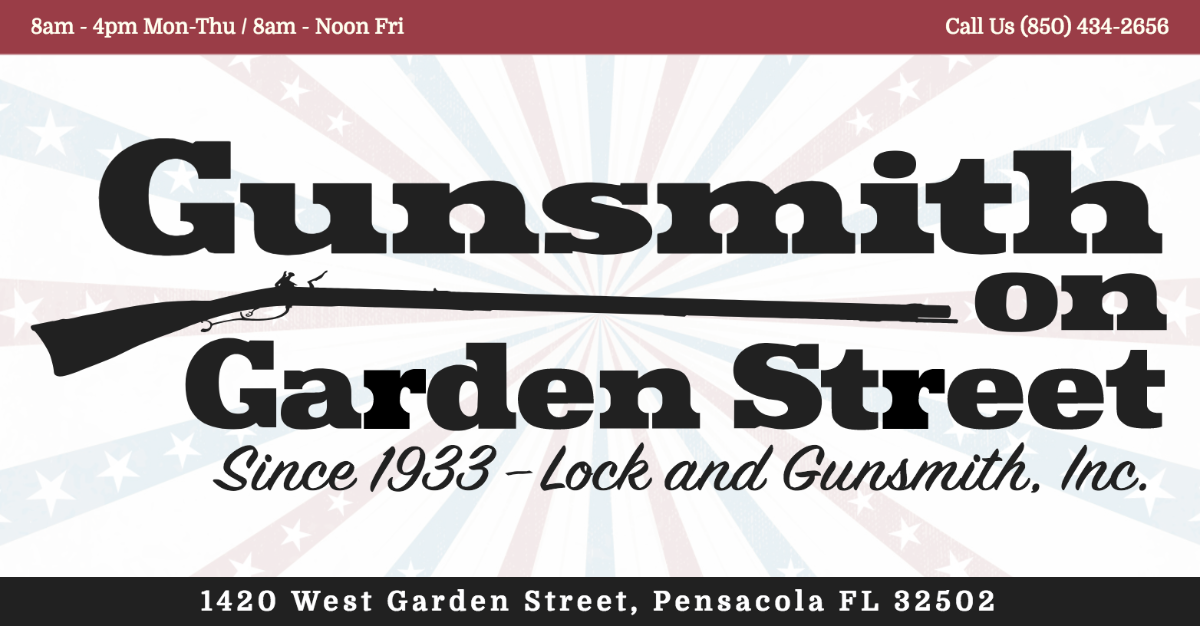 8am - 4pm Mon-Thu / 8am - Noon Fri
Call Us (850) 434-2656
Gunsmith
on
Garden Street
Since 1933 – Lock and Gunsmith, Inc.
1420 West Garden Street, Pensacola FL 32502